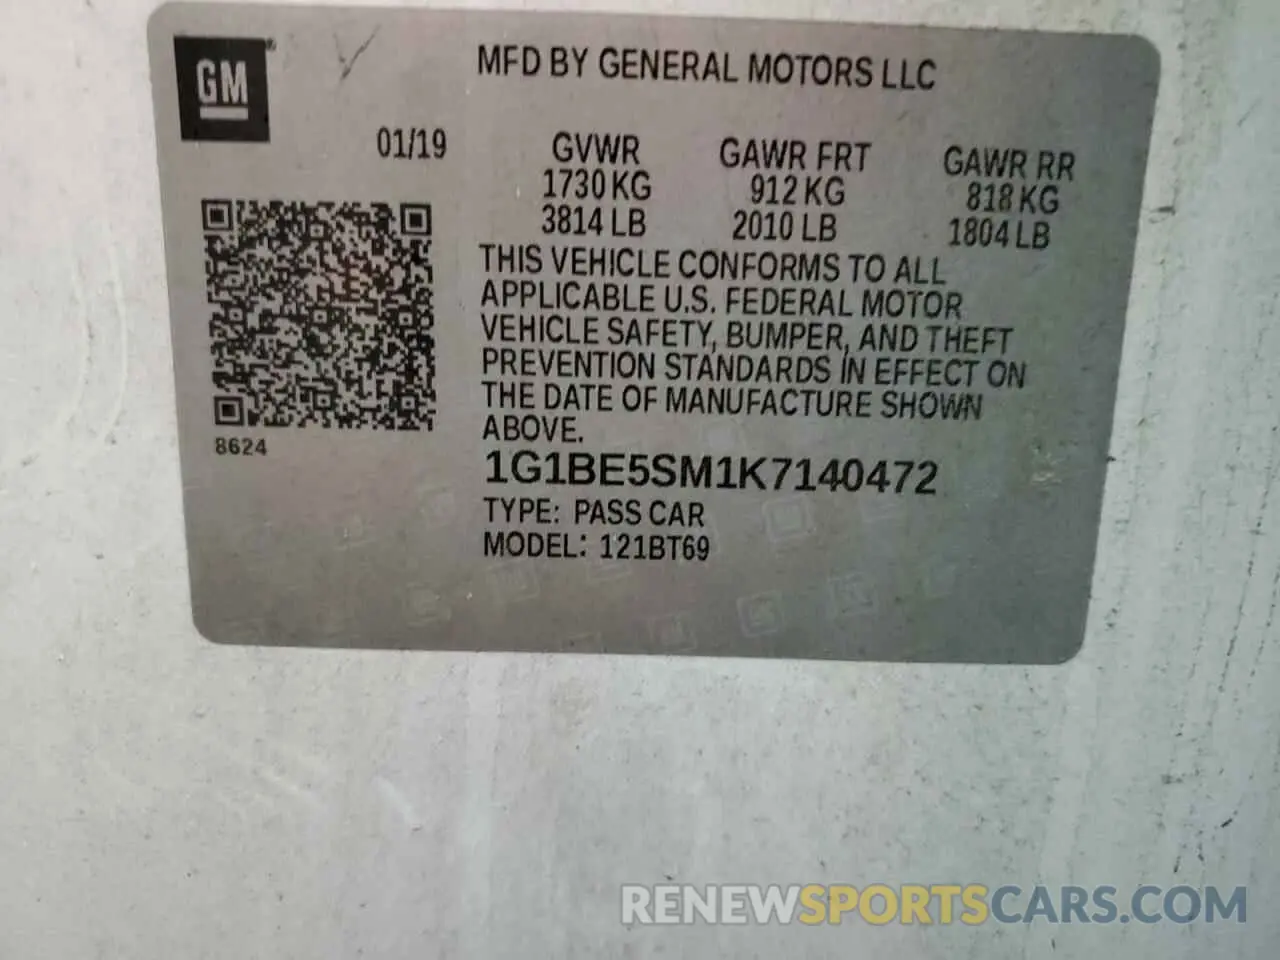 GM
MFD BY GENERAL MOTORS LLC
01/19
GVWR GAWR FRT GAWR RR
1730 KG 912 KG 818 KG
3814 LB 2010 LB 1804 LB
THIS VEHICLE CONFORMS TO ALL
APPLICABLE U.S. FEDERAL MOTOR
VEHICLE SAFETY, BUMPER, AND THEFT
PREVENTION STANDARDS IN EFFECT ON
THE DATE OF MANUFACTURE SHOWN
ABOVE.
8624
1G1BE5SM1K7140472
TYPE: PASS CAR
MODEL: 121BT69
RENEWSPORTSCARS.COM